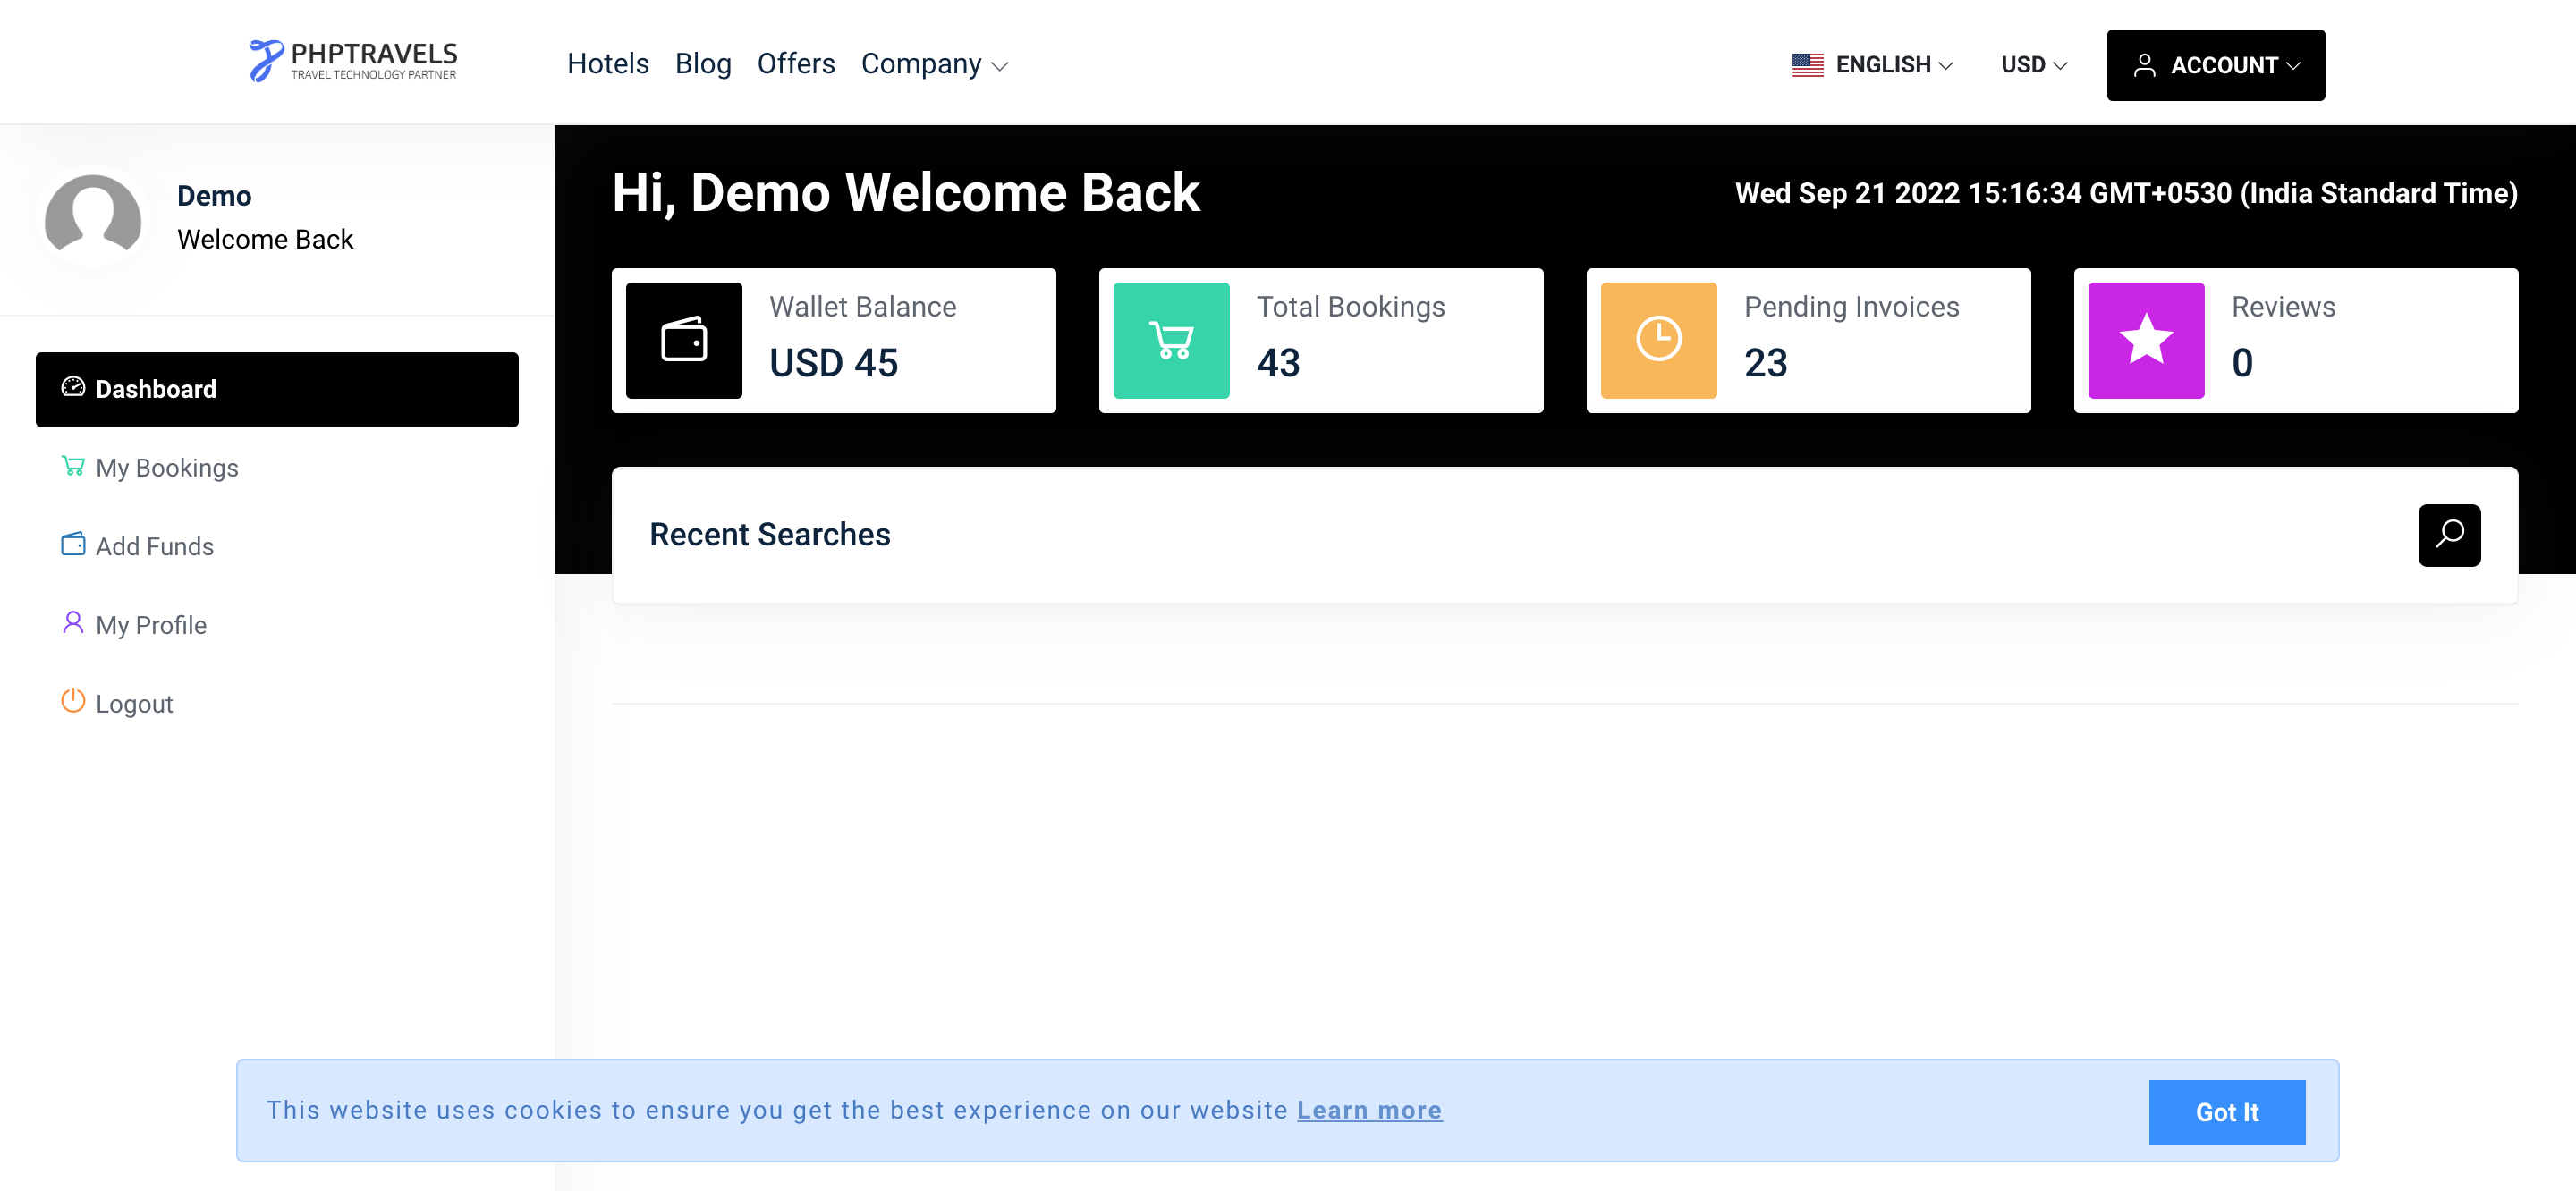 PHPTRAVELS
TRAVEL TECHNOLOGY PARTNER
Hotels Blog Offers Company
ENGLISH USD ACCOUNT
Demo
Welcome Back
Dashboard
My Bookings
Add Funds
My Profile
Logout
Hi, Demo Welcome Back
Wed Sep 21 2022 15:16:34 GMT+0530 (India Standard Time)
Wallet Balance
USD 45
Total Bookings
43
Pending Invoices
23
Reviews
0
Recent Searches
This website uses cookies to ensure you get the best experience on our website Learn more
Got It